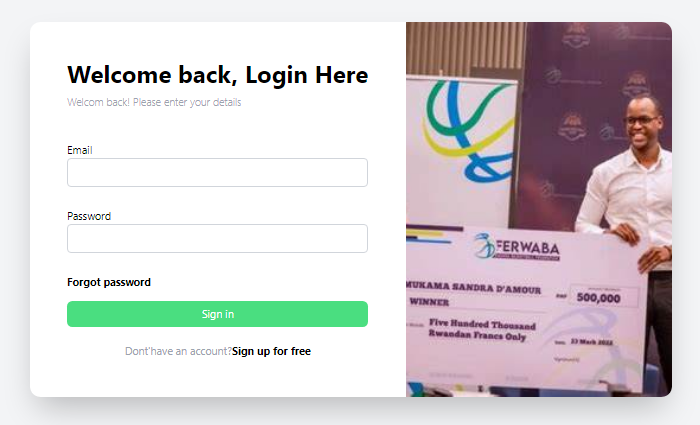 Welcome back, Login Here
Welcom back! Please enter your details
Email
Password
Forgot password
Sign in
Dont'have an account?Sign up for free
FERWABA
MUKAMA SANDRA D'AMOUR
WINNER
500,000
Five Hundred Thousand
Rwandan Francs Only
23 March 2022